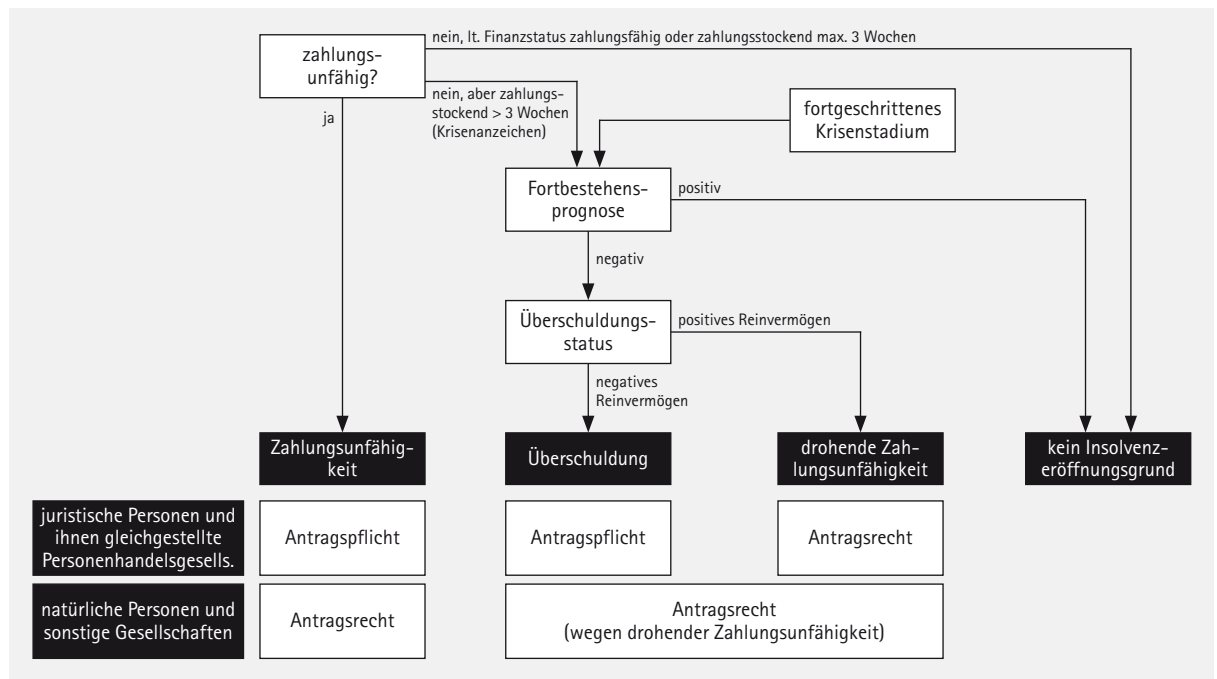 nein, lt. Finanzstatus zahlungsfähig oder zahlungsstockend max. 3 Wochen
zahlungs-
unfähig?
nein, aber zahlungs-
stockend > 3 Wochen
(Krisenanzeichen)
ja
fortgeschrittenes
Krisenstadium
Fortbestehens-
prognose
positiv
negativ
Überschuldungs-
status
positives Reinvermögen
negatives
Reinvermögen
Zahlungsunfähig-
keit
Überschuldung
drohende Zah-
lungsunfähigkeit
kein Insolvenz-
eröffnungsgrund
juristische Personen und
ihnen gleichgestellte
Personenhandelsgesells.
Antragspflicht
Antragspflicht
Antragsrecht
natürliche Personen und
sonstige Gesellschaften
Antragsrecht
Antragsrecht
(wegen drohender Zahlungsunfähigkeit)